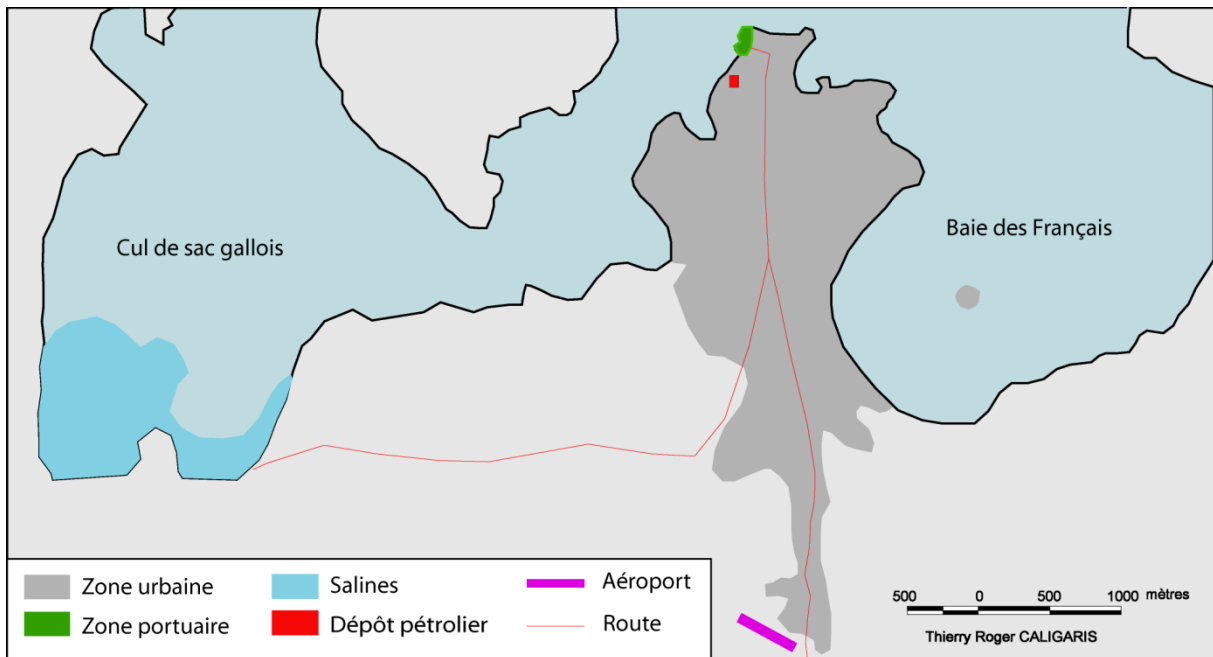 Cul de sac gallois
Baie des Français
Zone urbaine
Salines
Aéroport
Zone portuaire
Dépôt pétrolier
Route
500 0 500 1000 mètres
Thierry Roger CALIGARIS